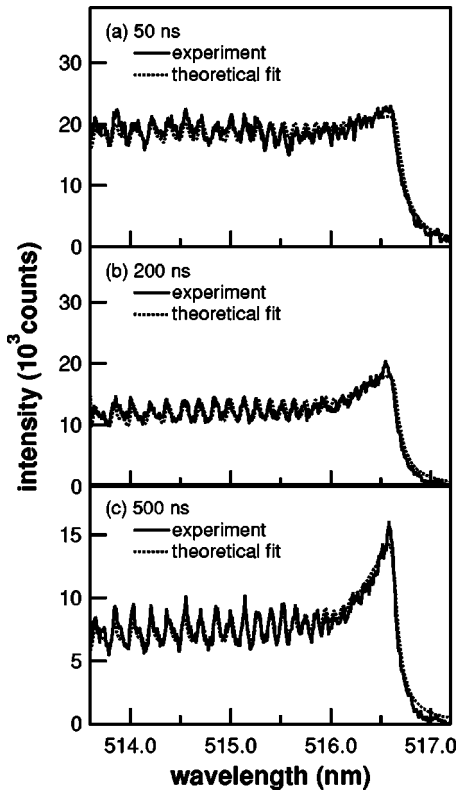 (a) 50 ns
experiment
theoretical fit
30
20
10
0
(b) 200 ns
experiment
theoretical fit
30
20
10
0
(c) 500 ns
experiment
theoretical fit
15
10
5
0
514.0 515.0 516.0 517.0
wavelength (nm)
intensity (10³counts)